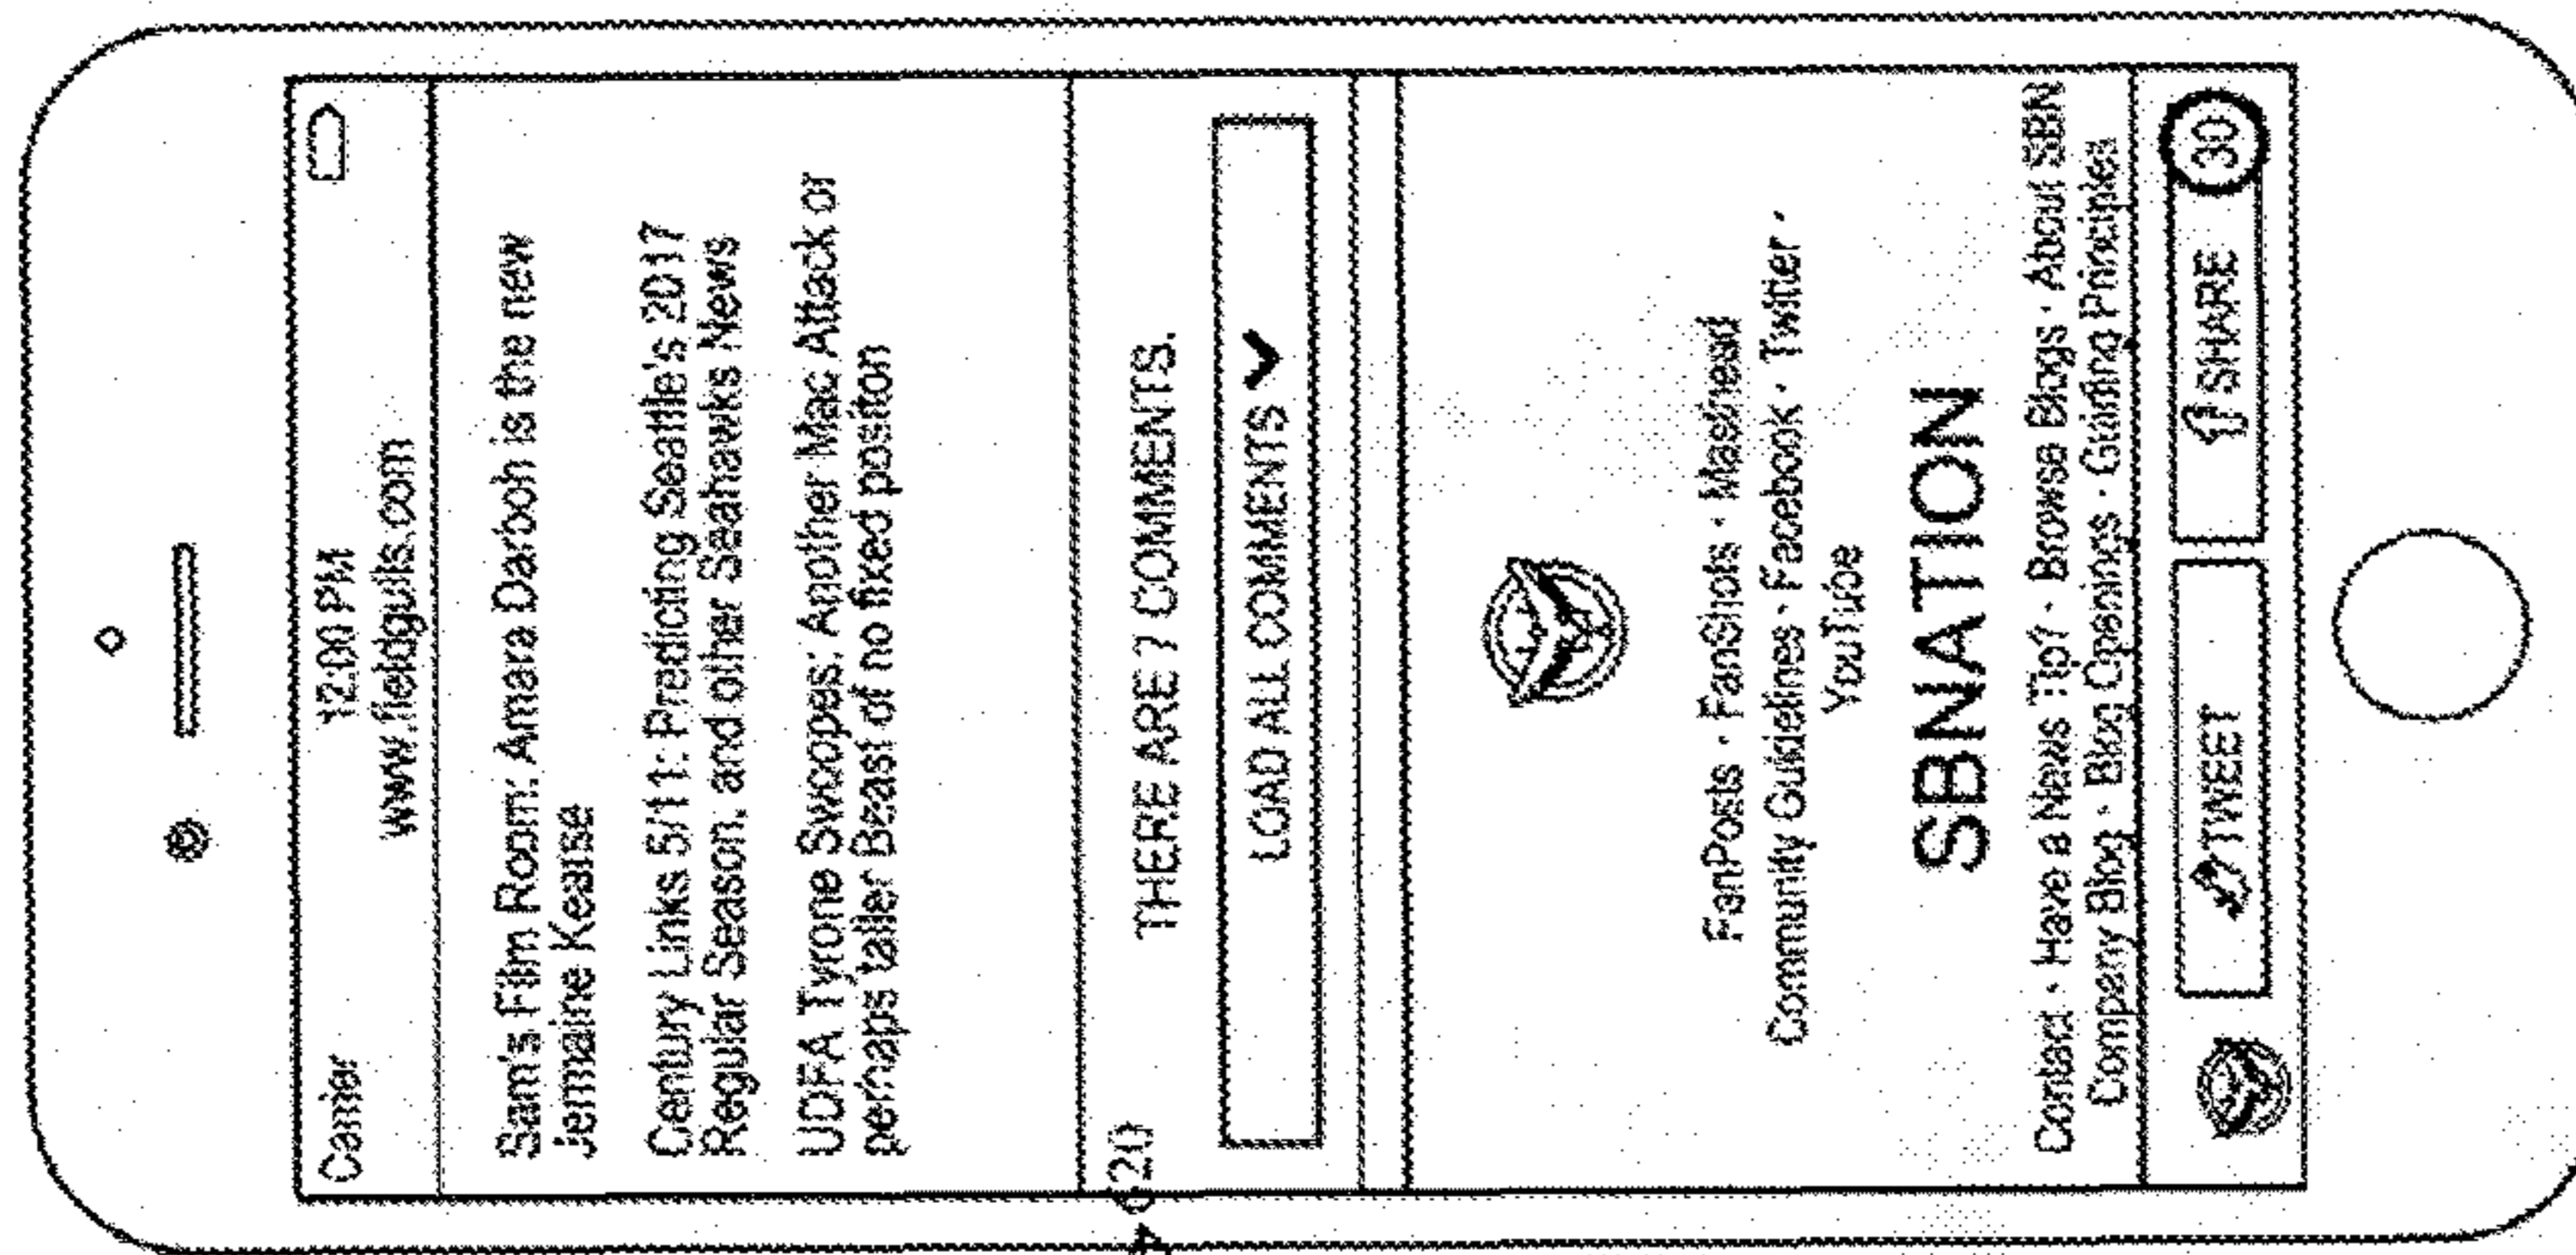 Carrier
12:00 PM
www.fieldgulls.com
Sam's Film Room: Amara Darboh is the new
Jermaine Kearse
Century Links 5/11: Predicting Seattle's 2017
Regular Season, and other Seahawks News
UDFA Tyrone Swoopes: Another Mac Attack or
perhaps taller Beast of no fixed positon
THERE ARE 7 COMMENTS.
LOAD ALL COMMENTS
FanPosts · FanShots · Masthead
Community Guidelines · Facebook · Twitter ·
YouTube
SBNATION
Contact · Have a News Tip? · Browse Blogs · About SBN
Company Blog · Blog Openings · Guiding Principles
TWEET
SHARE
30